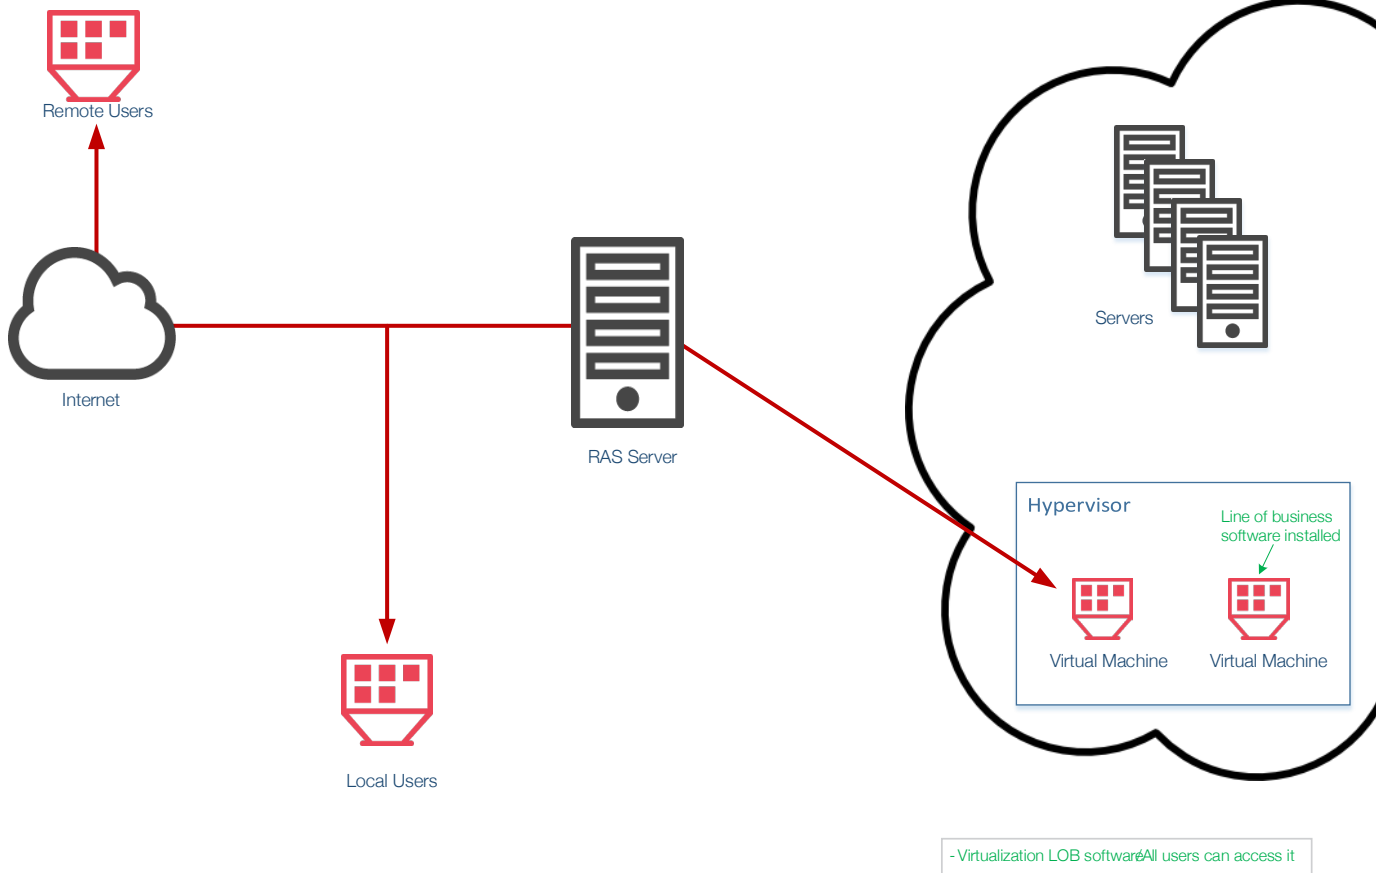 Remote Users
Internet
RAS Server
Local Users
Servers
Hypervisor
Line of business
software installed
Virtual Machine
Virtual Machine
- Virtualization LOB software/All users can access it